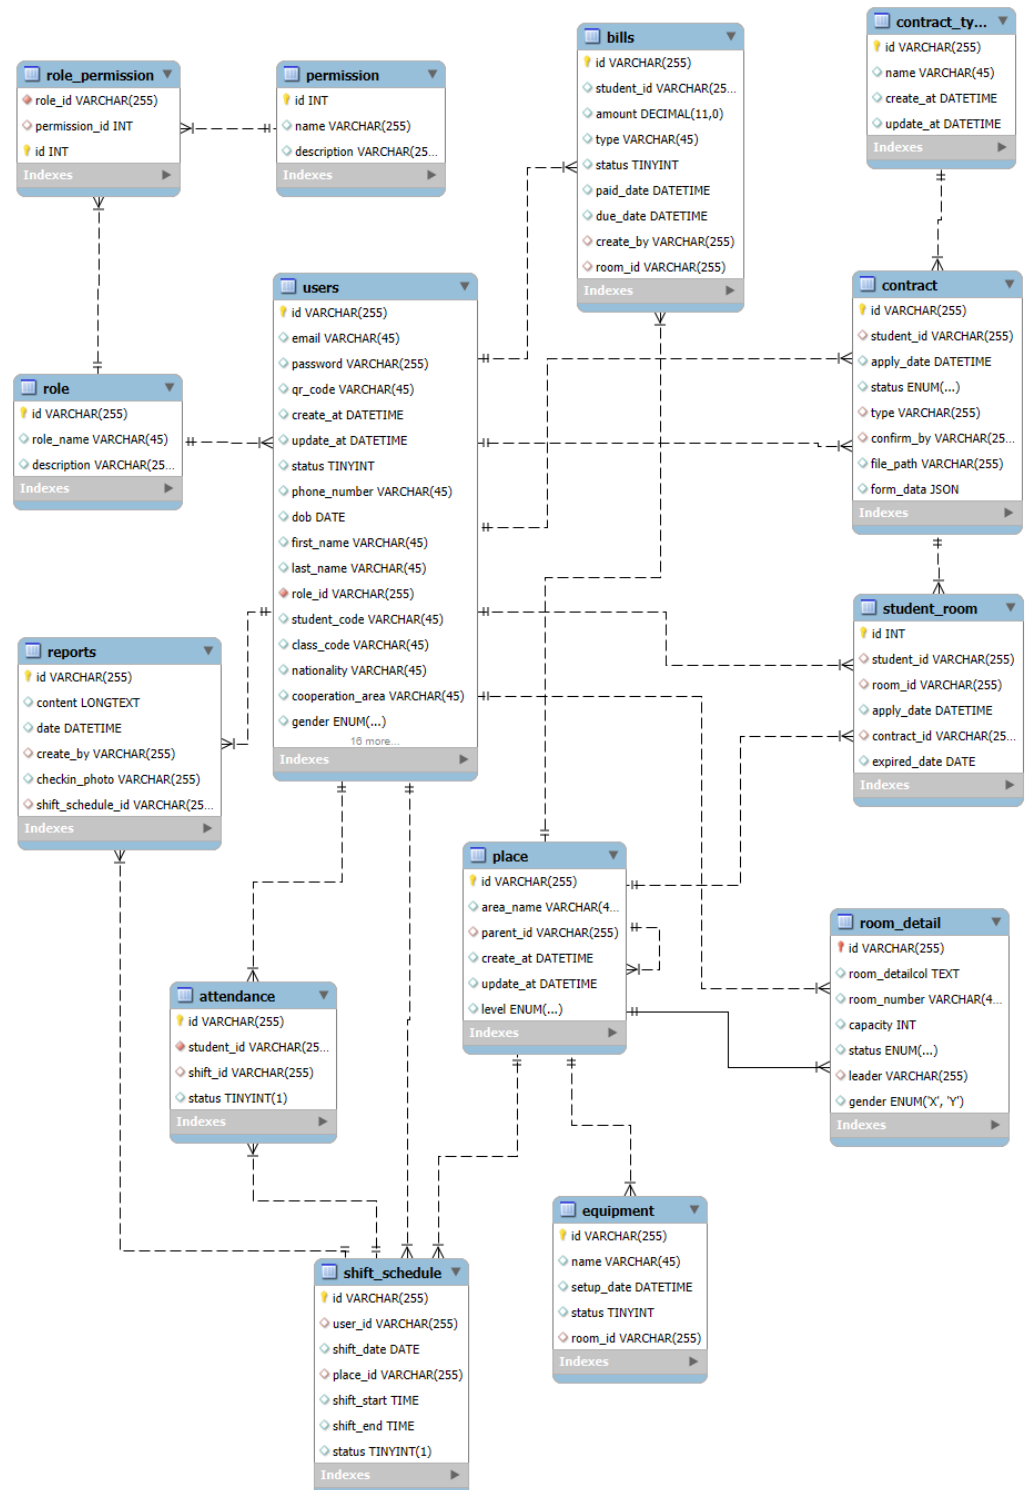 role_permission
role_id VARCHAR(255)
permission_id INT
id INT
Indexes
permission
id INT
name VARCHAR(255)
description VARCHAR(25...
Indexes
bills
id VARCHAR(255)
student_id VARCHAR(25...
amount DECIMAL(11,0)
type VARCHAR(45)
status TINYINT
paid_date DATETIME
due_date DATETIME
create_by VARCHAR(255)
room_id VARCHAR(255)
Indexes
contract_ty...
id VARCHAR(255)
name VARCHAR(45)
create_at DATETIME
update_at DATETIME
Indexes
users
id VARCHAR(255)
email VARCHAR(45)
password VARCHAR(255)
qr_code VARCHAR(45)
create_at DATETIME
update_at DATETIME
status TINYINT
phone_number VARCHAR(45)
dob DATE
first_name VARCHAR(45)
last_name VARCHAR(45)
role_id VARCHAR(255)
student_code VARCHAR(45)
class_code VARCHAR(45)
nationality VARCHAR(45)
cooperation_area VARCHAR(45)
gender ENUM(...)
16 more...
Indexes
contract
id VARCHAR(255)
student_id VARCHAR(255)
apply_date DATETIME
status ENUM(...)
type VARCHAR(255)
confirm_by VARCHAR(25...
file_path VARCHAR(255)
form_data JSON
Indexes
role
id VARCHAR(255)
role_name VARCHAR(45)
description VARCHAR(25...
Indexes
student_room
id INT
student_id VARCHAR(255)
room_id VARCHAR(255)
apply_date DATETIME
contract_id VARCHAR(25...
expired_date DATE
Indexes
reports
id VARCHAR(255)
content LONGTEXT
date DATETIME
create_by VARCHAR(255)
checkin_photo VARCHAR(255)
shift_schedule_id VARCHAR(25...
Indexes
place
id VARCHAR(255)
area_name VARCHAR(4...
parent_id VARCHAR(255)
create_at DATETIME
update_at DATETIME
level ENUM(...)
Indexes
room_detail
id VARCHAR(255)
room_detailcol TEXT
room_number VARCHAR(4...
capacity INT
status ENUM(...)
leader VARCHAR(255)
gender ENUM('X', 'Y')
Indexes
attendance
id VARCHAR(255)
student_id VARCHAR(25...
shift_id VARCHAR(255)
status TINYINT(1)
Indexes
equipment
id VARCHAR(255)
name VARCHAR(45)
setup_date DATETIME
status TINYINT
room_id VARCHAR(255)
Indexes
shift_schedule
id VARCHAR(255)
user_id VARCHAR(255)
shift_date DATE
place_id VARCHAR(255)
shift_start TIME
shift_end TIME
status TINYINT(1)
Indexes